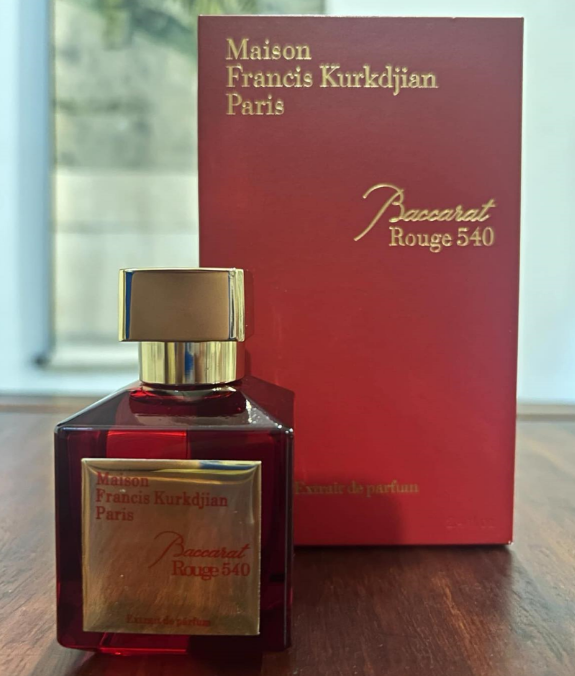 Maison
Francis Kurkdjian
Paris
Baccarat
Rouge 540
Extrait de parfum
Maison
Francis Kurkdjian
Paris
Baccarat
Rouge 540
Extrait de parfum